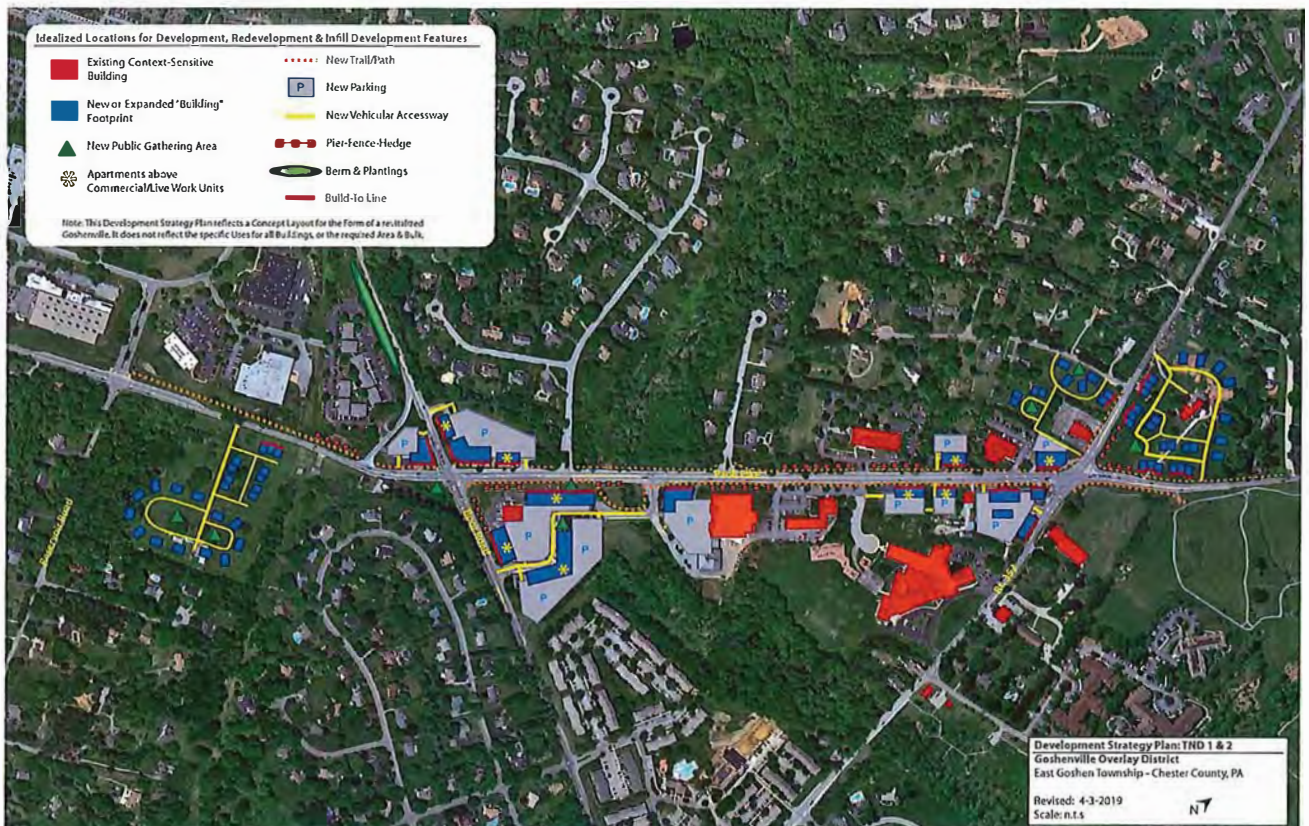 Idealized Locations for Development, Redevelopment & Infill Development Features
Existing Context-Sensitive
Building
New or Expanded "Building"
Footprint
New Public Gathering Area
Apartments above
Commercial/Live Work Units
New Trail/Path
P
New Parking
New Vehicular Accessway
Pier-Fence-Hedge
Berm & Plantings
Build-To Line
Note: This Development Strategy Plan reflects a Concept Layout for the Form of a revitalized
Goshenville. It does not reflect the specific Uses for all Buildings, or the required Area & Bulk.
P
P
P
P
P
P
P
P
P
P
P
P
Road
Development Strategy Plan: TND 1 & 2
Goshenville Overlay District
East Goshen Township - Chester County, PA
Revised: 4-3-2019
Scale: n.t.s
N